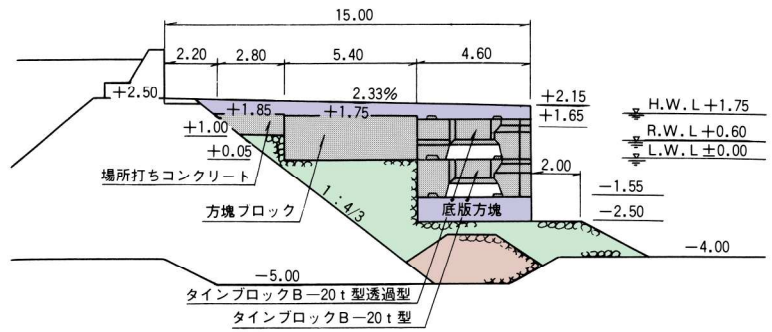 15.00
2.20 2.80 5.40 4.60
2.33%
+2.50
+2.15
+1.85 +1.75 +1.65
H.W.L+1.75
+1.00
R.W.L+0.60
+0.05
L.W.L±0.00
2.00
場所打ちコンクリート
方塊ブロック
1:4/3
底版方塊
-1.55
-2.50
-4.00
-5.00
タインブロックB-20t型透過型
タインブロックB-20t型